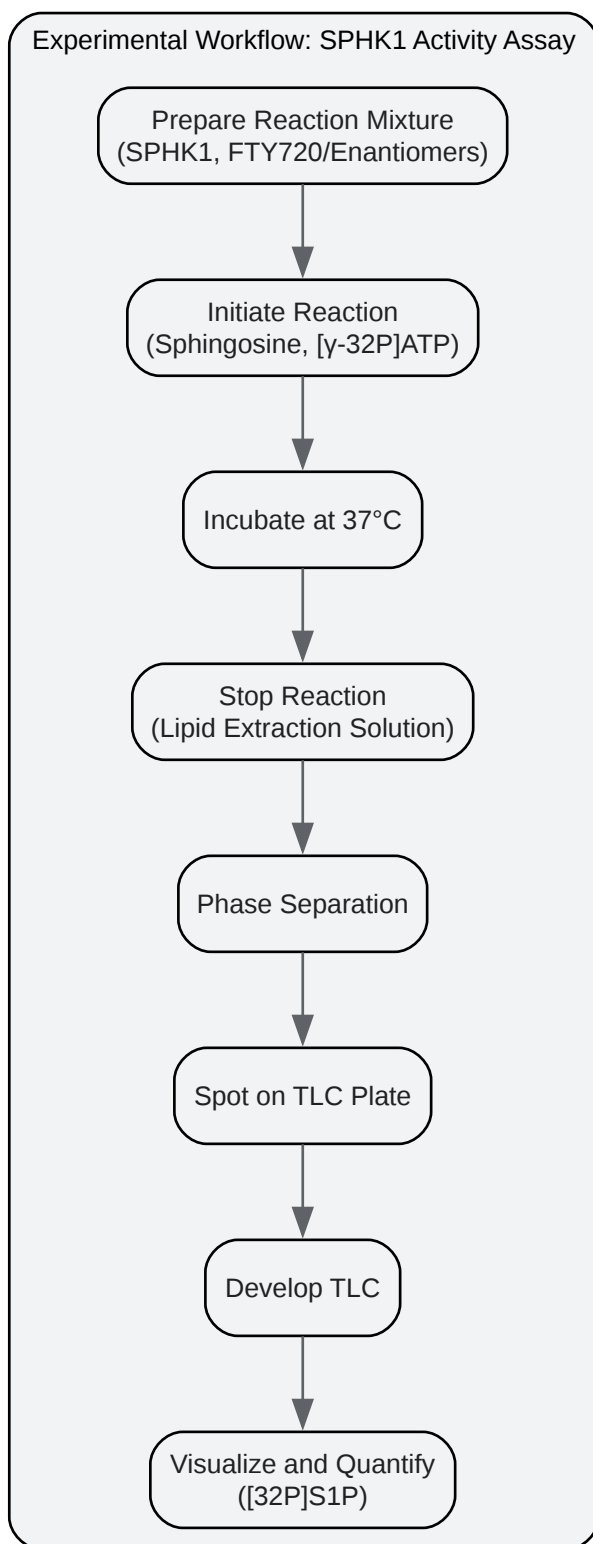 Experimental Workflow: SPHK1 Activity Assay
Prepare Reaction Mixture
(SPHK1, FTY720/Enantiomers)
Initiate Reaction
(Sphingosine, [γ-32P]ATP)
Incubate at 37°C
Stop Reaction
(Lipid Extraction Solution)
Phase Separation
Spot on TLC Plate
Develop TLC
Visualize and Quantify
([32P]S1P)